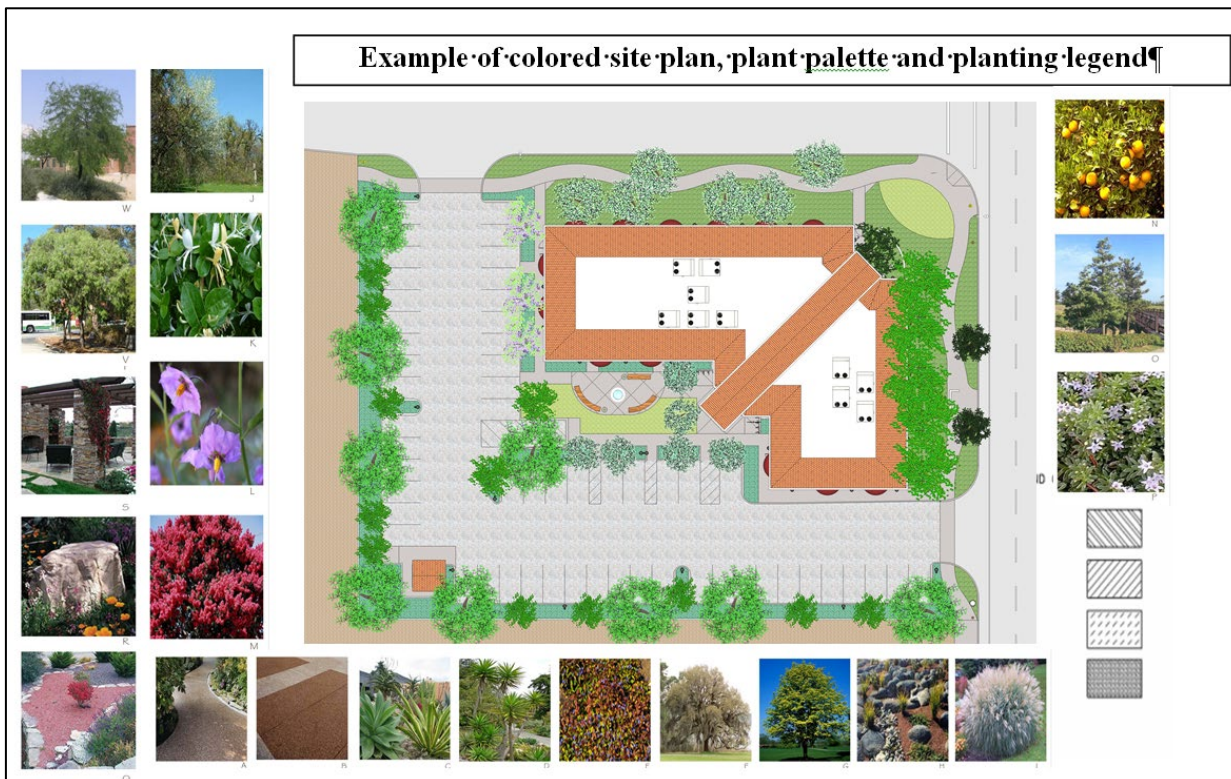 Example·of·colored·site·plan,·plant·palette·and·planting·legend¶
W
J
N
V
K
O
S
L
P
R
M
Q
A
B
C
D
F
G
H
I